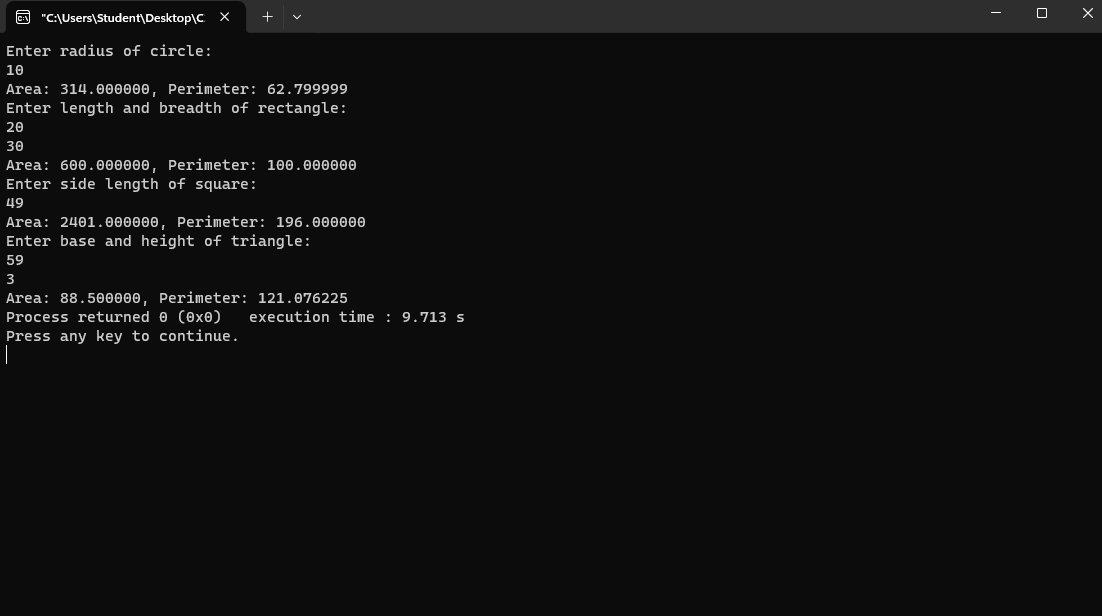 "C:\Users\Student\Desktop\C
Enter radius of circle:
10
Area: 314.000000, Perimeter: 62.799999
Enter length and breadth of rectangle:
20
30
Area: 600.000000, Perimeter: 100.000000
Enter side length of square:
49
Area: 2401.000000, Perimeter: 196.000000
Enter base and height of triangle:
59
3
Area: 88.500000, Perimeter: 121.076225
Process returned 0 (0x0)   execution time : 9.713 s
Press any key to continue.